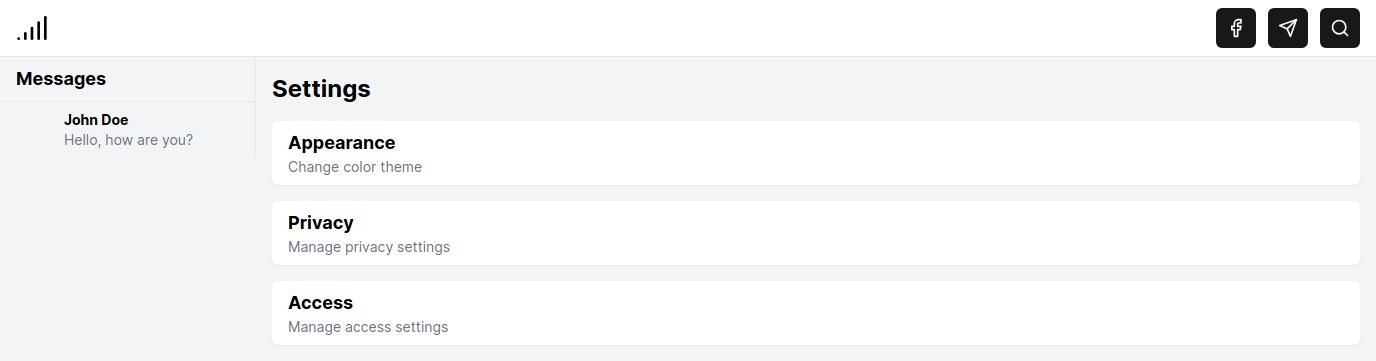 Messages
John Doe
Hello, how are you?
Settings
Appearance
Change color theme
Privacy
Manage privacy settings
Access
Manage access settings